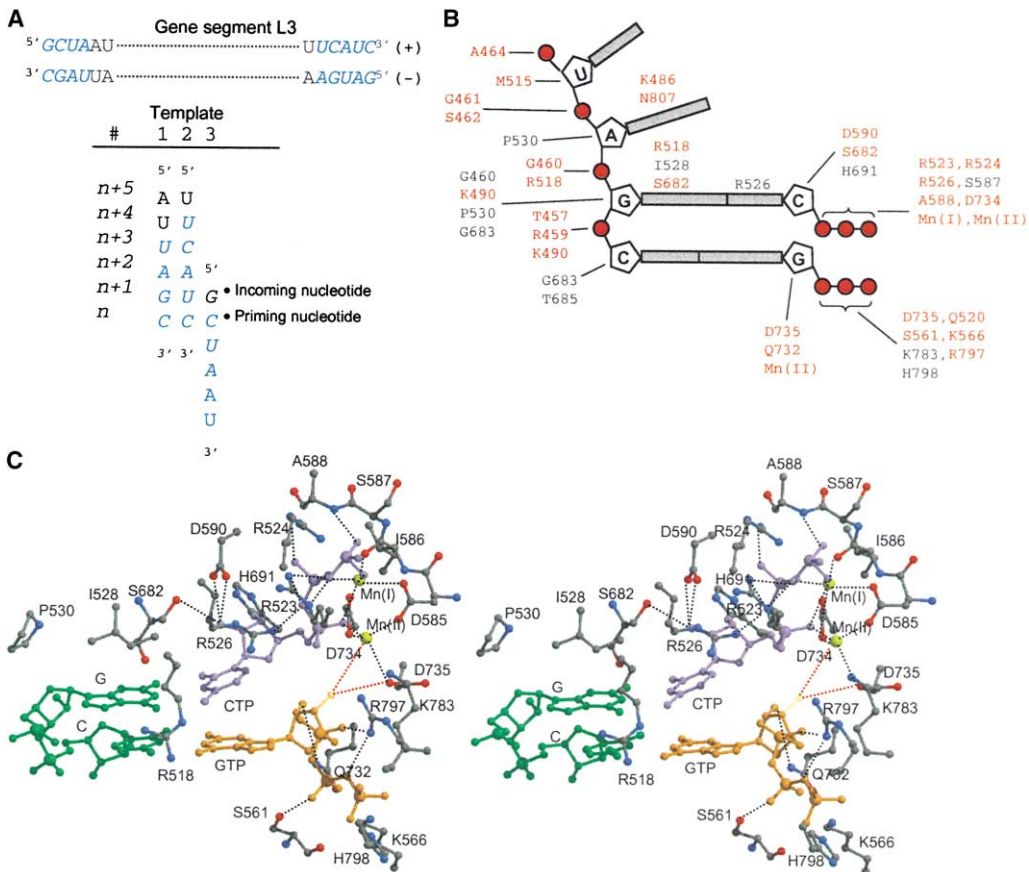 A
Gene segment L3
5' GCUAAU UUCAUC 3' (+)
3' CGAUUA AAGUAG 5' (-)
Template
# 1 2 3
5' 5'
n+5 A U
n+4 U U
n+3 U C
n+2 A A 5'
n+1 G U G • Incoming nucleotide
n C C C • Priming nucleotide
3' 3' U
A
A
U
3'
B
A464
U
M515
K486
N807
G461
S462
A
P530
D590
S682
H691
R518
I528
S682
G460
R518
R526
R523, R524
R526, S587
A588, D734
Mn(I), Mn(II)
G460
K490
P530
G683
G
C
T457
R459
K490
C
G
G683
T685
D735
Q732
Mn(II)
D735, Q520
S561, K566
K783, R797
H798
C
A588
S587
D590
R524
I586
S682
H691
I528
P530
R523
Mn(I)
D585
R526
Mn(II)
D734
G
D735
CTP
R797
K783
C
GTP
R518
Q732
S561
K566
H798
A588
S587
D590
R524
I586
S682
H691
I528
P530
R523
Mn(I)
D585
R526
Mn(II)
D734
G
D735
CTP
R797
K783
C
GTP
R518
Q732
S561
K566
H798